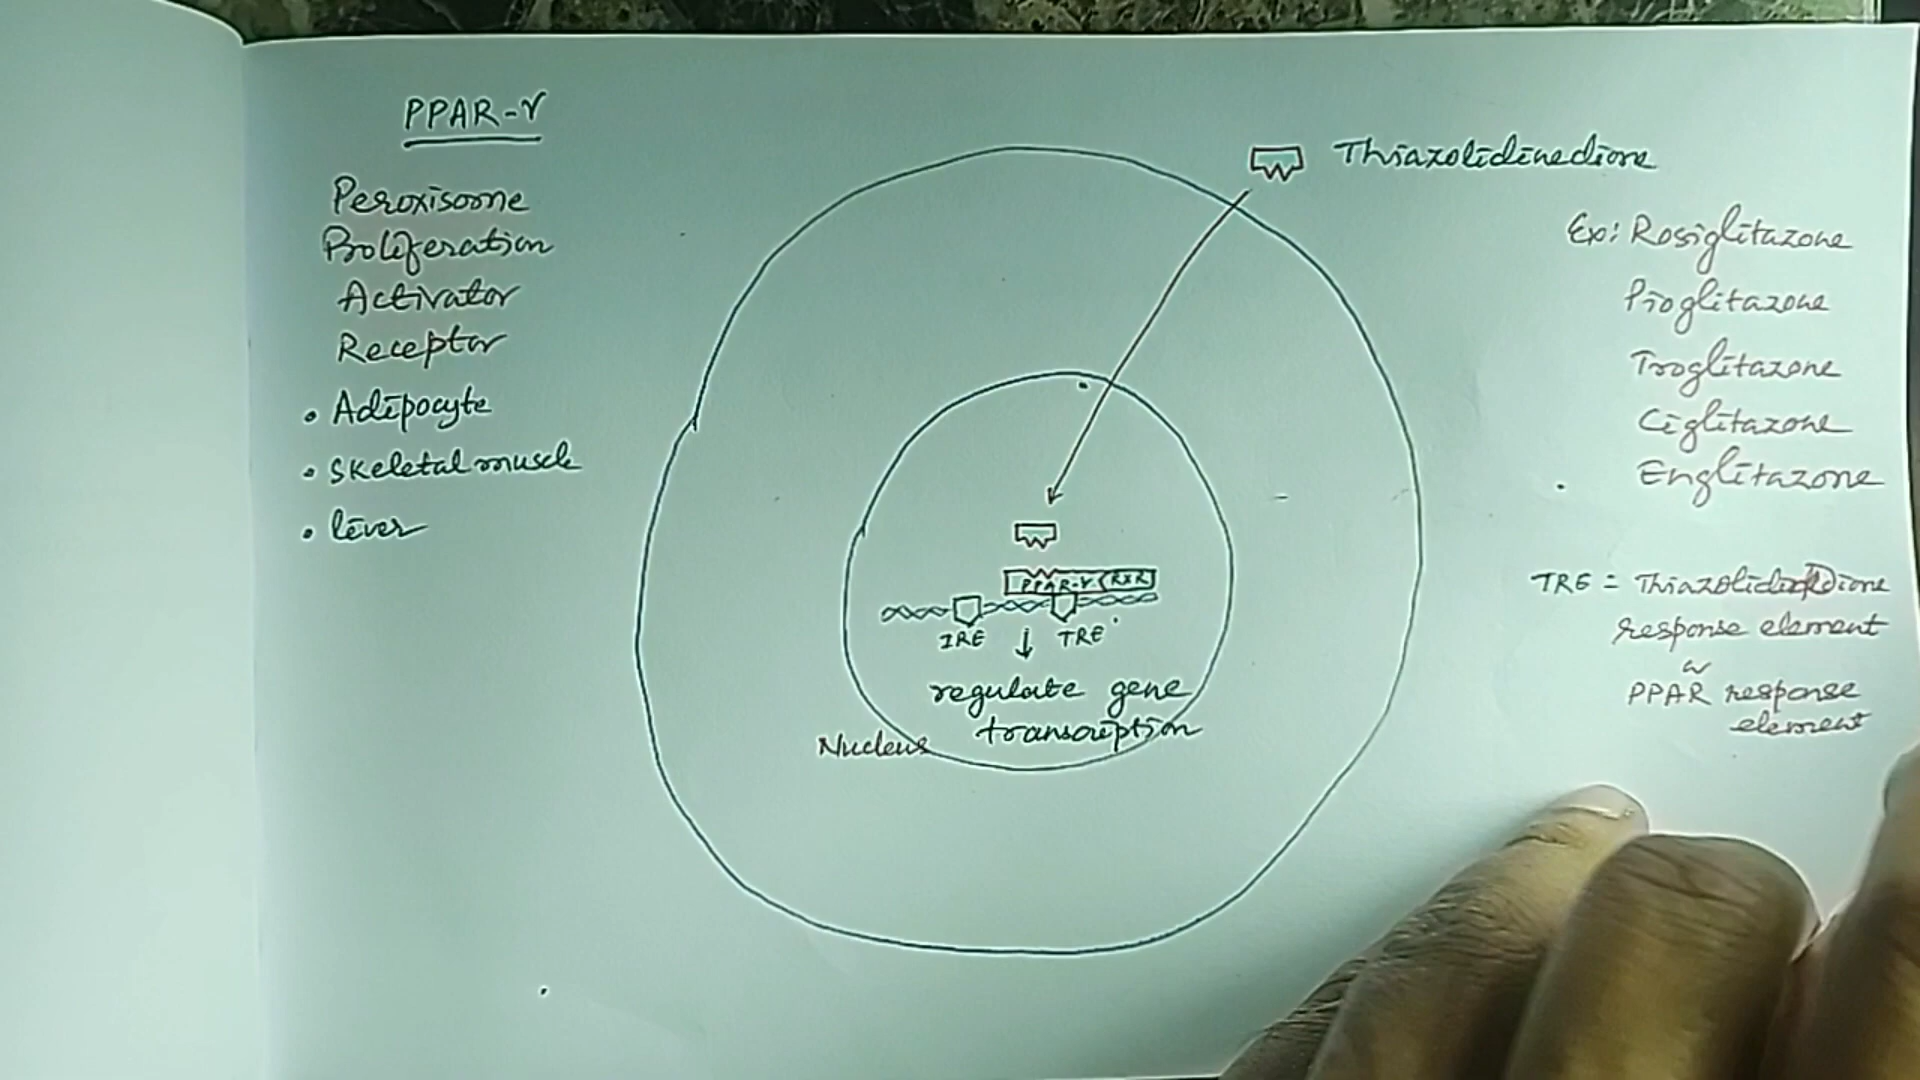 PPAR-γ
Peroxisome
Proliferation
Activator
Receptor
• Adipocyte
• Skeletal muscle
• liver
Thiazolidinedione
Ex: Rosiglitazone
Pioglitazone
Troglitazone
Ciglitazone
Englitazone
PPAR-γ RXR
IRE ↓ TRE
regulate gene
transcription
Nucleus
TRE = Thiazolidinedione
response element
or
PPAR response
element